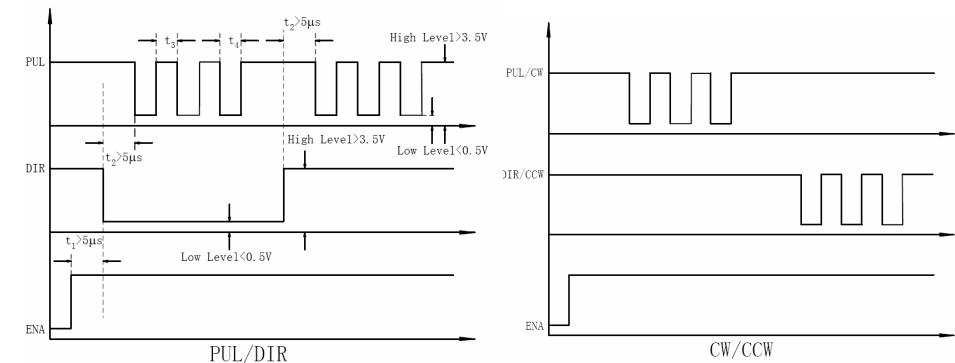 t₂>5μs
t₃
t₄
High Level>3.5V
PUL
High Level>3.5V
Low Level<0.5V
t₂>5μs
DIR
t₁>5μs
Low Level<0.5V
ENA
PUL/DIR
PUL/CW
DIR/CCW
ENA
CW/CCW